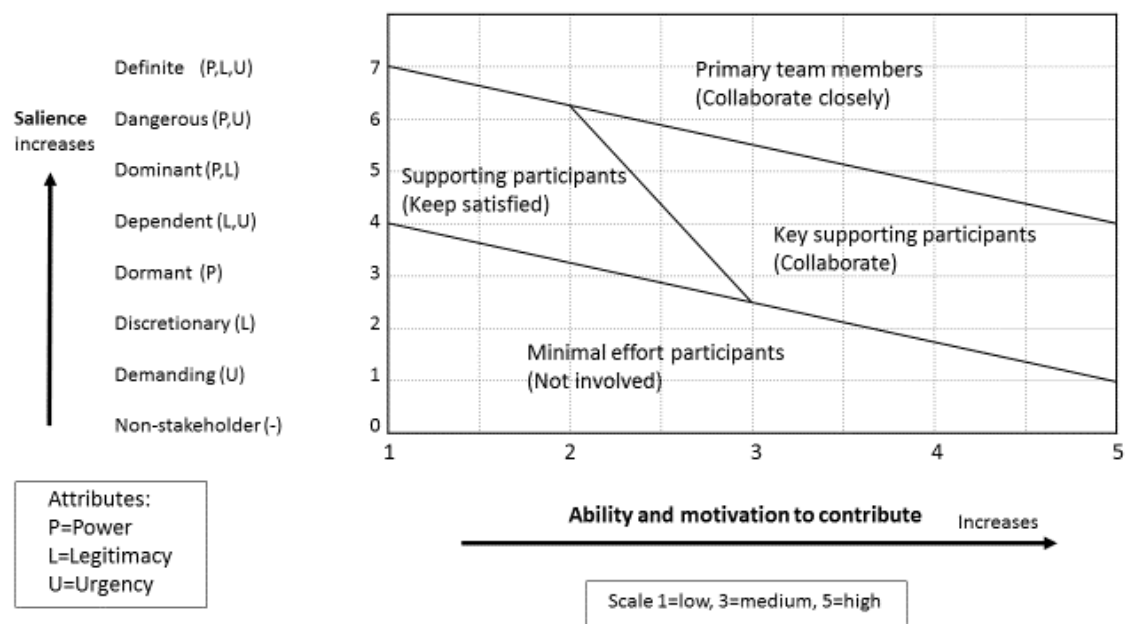 Salience
increases
Definite (P,L,U)
Dangerous (P,U)
Dominant (P,L)
Dependent (L,U)
Dormant (P)
Discretionary (L)
Demanding (U)
Non-stakeholder (-)
7
6
5
4
3
2
1
0
Primary team members
(Collaborate closely)
Supporting participants
(Keep satisfied)
Key supporting participants
(Collaborate)
Minimal effort participants
(Not involved)
1 2 3 4 5
Ability and motivation to contribute Increases
Attributes:
P=Power
L=Legitimacy
U=Urgency
Scale 1=low, 3=medium, 5=high